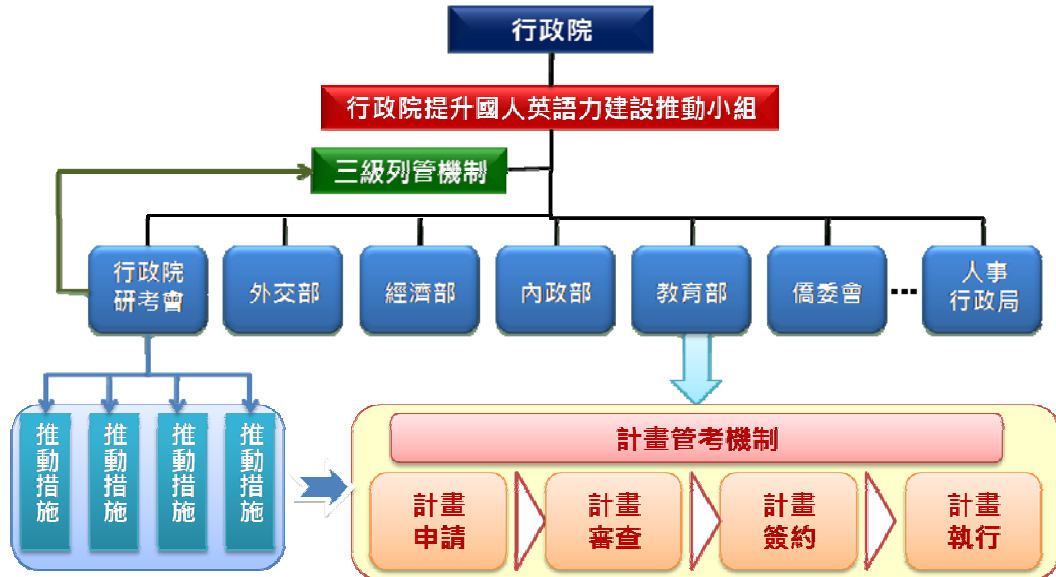 行政院
行政院提升國人英語力建設推動小組
三級列管機制
行政院
研考會
外交部
經濟部
內政部
教育部
僑委會
...
人事
行政局
推動措施
推動措施
推動措施
推動措施
計畫管考機制
計畫
申請
計畫
審查
計畫
簽約
計畫
執行